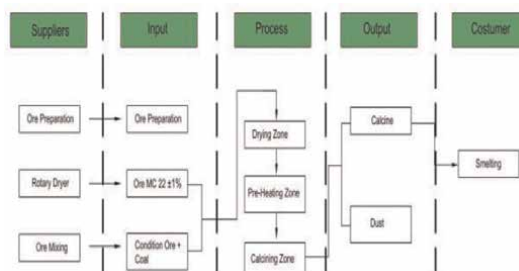 Suppliers
Input
Process
Output
Costumer
Ore Preparation
Ore Preparation
Drying Zone
Calcine
Smelting
Rotary Dryer
Ore MC 22 ±1%
Pre-Heating Zone
Ore Mixing
Condition Ore +
Coal
Calcining Zone
Dust